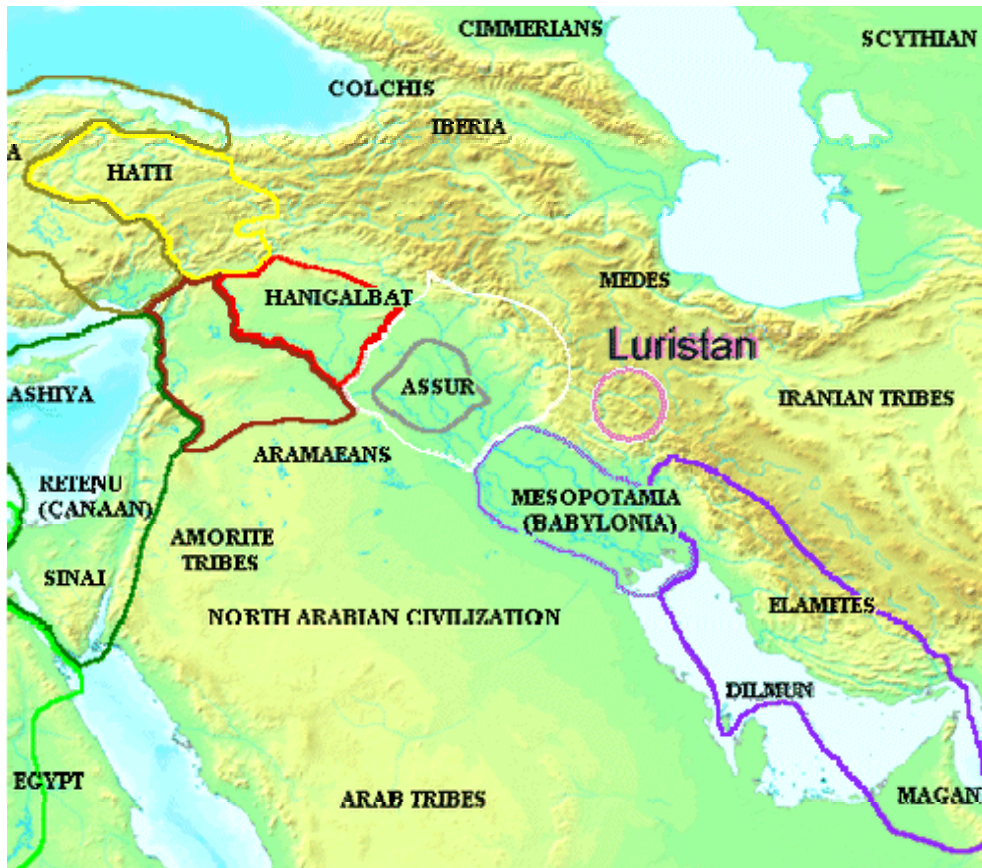 CIMMERIANS
SCYTHIAN
COLCHIS
IBERIA
A
HATTI
MEDES
HANIGALBAT
Luristan
ASSUR
ASHIYA
IRANIAN TRIBES
ARAMAEANS
RETENU
(CANAAN)
MESOPOTAMIA
(BABYLONIA)
AMORITE
TRIBES
SINAI
NORTH ARABIAN CIVILIZATION
ELAMITES
DILMUN
EGYPT
ARAB TRIBES
MAGAN